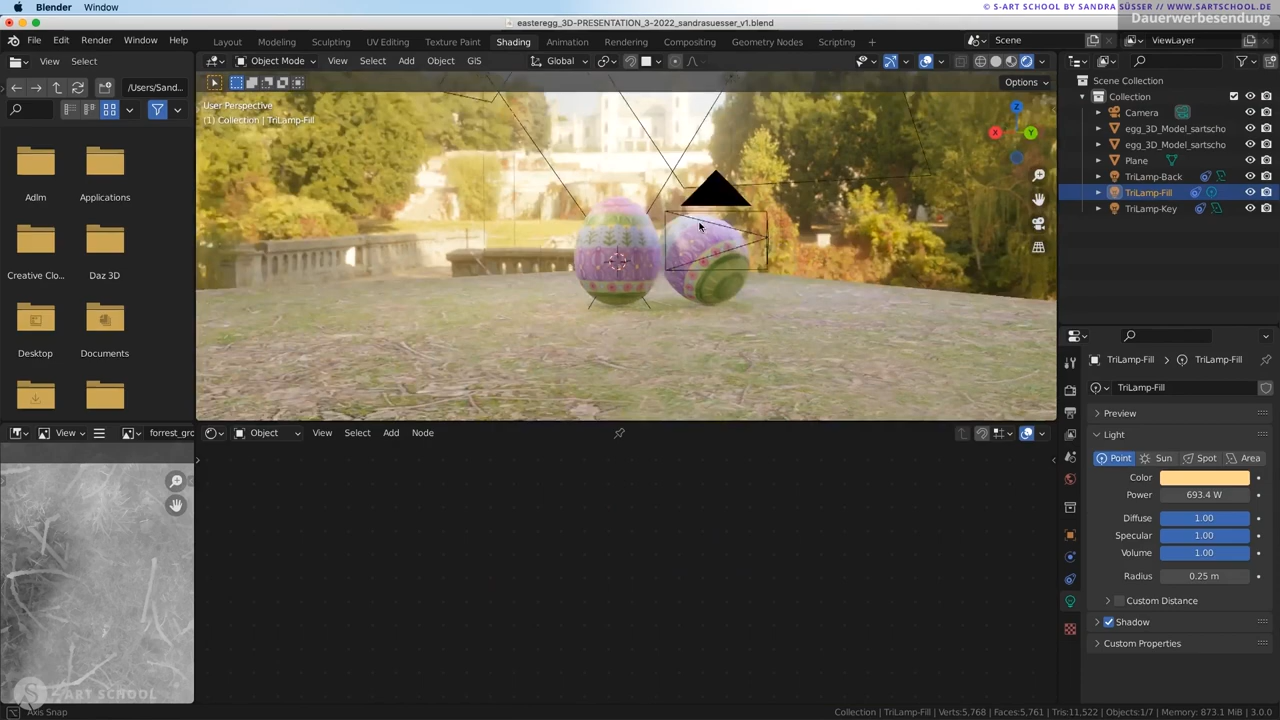 Blender Window
© S-ART SCHOOL BY SANDRA SÜSSER // WWW.SARTSCHOOL.DE
Dauerwerbesendung
easteregg_3D-PRESENTATION_3-2022_sandrasuesser_v1.blend
File Edit Render Window Help
Layout Modeling Sculpting UV Editing Texture Paint Shading Animation Rendering Compositing Geometry Nodes Scripting +
Scene
ViewLayer
View Select
Object Mode View Select Add Object GIS
Global
/Users/Sand...
Options
User Perspective
(1) Collection | TriLamp-Fill
Z
X
Y
AdIm Applications
Creative Clo... Daz 3D
Desktop Documents
Scene Collection
Collection
Camera
egg_3D_Model_sartscho
egg_3D_Model_sartscho
Plane
TriLamp-Back
TriLamp-Fill
TriLamp-Key
TriLamp-Fill > TriLamp-Fill
TriLamp-Fill
Preview
Light
Point Sun Spot Area
Color
Power 693.4 W
Diffuse 1.00
Specular 1.00
Volume 1.00
Radius 0.25 m
Custom Distance
Shadow
Custom Properties
View
forrest_gro
Object View Select Add Node
S-ART SCHOOL
Axis Snap
Collection | TriLamp-Fill | Verts:5,768 | Faces:5,761 | Tris:11,522 | Objects:1/7 | Memory: 873.1 MiB | 3.0.0